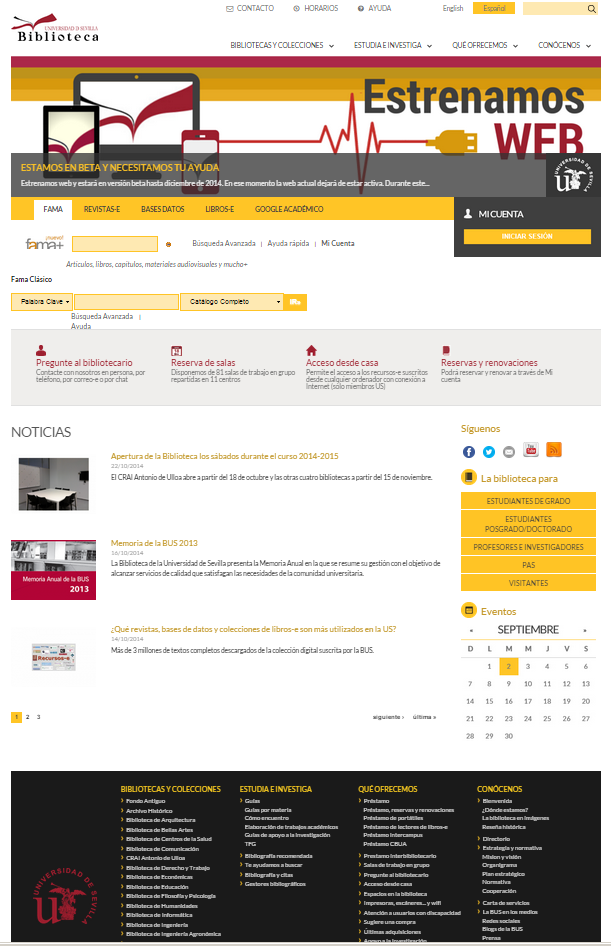 CONTACTO HORARIOS AYUDA English Español
UNIVERSIDAD D SEVILLA
Biblioteca
BIBLIOTECAS Y COLECCIONES ESTUDIA E INVESTIGA QUÉ OFRECEMOS CONÓCENOS
Estrenamos
WEB
ESTAMOS EN BETA Y NECESITAMOS TU AYUDA
Estrenamos web y estará en versión beta hasta diciembre de 2014. En ese momento la web actual dejará de estar activa. Durante este...
UNIVERSIDAD DE SEVILLA
FAMA REVISTAS-E BASES DATOS LIBROS-E GOOGLE ACADÉMICO
MI CUENTA
INICIAR SESIÓN
¡nuevo!
fama+
Búsqueda Avanzada | Ayuda rápida | Mi Cuenta
Artículos, libros, capítulos, materiales audiovisuales y mucho+
Fama Clásico
Palabra Clave Catálogo Completo
Búsqueda Avanzada |
Ayuda
Pregunte al bibliotecario
Contacte con nosotros en persona, por
teléfono, por correo-e o por chat
Reserva de salas
Disponemos de 81 salas de trabajo en grupo
repartidas en 11 centros
Acceso desde casa
Permite el acceso a los recursos-e suscritos
desde cualquier ordenador con conexión a
Internet (sólo miembros US)
Reservas y renovaciones
Podrá reservar y renovar a través de Mi
cuenta
NOTICIAS
Apertura de la Biblioteca los sábados durante el curso 2014-2015
22/10/2014
El CRAI Antonio de Ulloa abre a partir del 18 de octubre y las otras cuatro bibliotecas a partir del 15 de noviembre.
Memoria Anual de la BUS
2013
Memoria de la BUS 2013
16/10/2014
La Biblioteca de la Universidad de Sevilla presenta la Memoria Anual en la que se resume su gestión con el objetivo de
alcanzar servicios de calidad que satisfagan las necesidades de la comunidad universitaria.
Recursos-e
¿Qué revistas, bases de datos y colecciones de libros-e son más utilizados en la US?
14/10/2014
Más de 3 millones de textos completos descargados de la colección digital suscrita por la BUS.
1 2 3 siguiente › última »
Síguenos
You Tube
La biblioteca para
ESTUDIANTES DE GRADO
ESTUDIANTES
POSGRADO/DOCTORADO
PROFESORES E INVESTIGADORES
PAS
VISITANTES
Eventos
« SEPTIEMBRE »
D L M M J V S
1 2 3 4 5 6
7 8 9 10 11 12 13
14 15 16 17 18 19 20
21 22 23 24 25 26 27
28 29 30
UNIVERSIDAD DE SEVILLA
BIBLIOTECAS Y COLECCIONES
Fondo Antiguo
Archivo Histórico
Biblioteca de Arquitectura
Biblioteca de Bellas Artes
Biblioteca de Centros de la Salud
Biblioteca de Comunicación
CRAI Antonio de Ulloa
Biblioteca de Derecho y Trabajo
Biblioteca de Económicas
Biblioteca de Educación
Biblioteca de Filosofía y Psicología
Biblioteca de Humanidades
Biblioteca de Informática
Biblioteca de Ingeniería
Biblioteca de Ingeniería Agronómica
ESTUDIA E INVESTIGA
Guías
Guías por materia
Cómo encuentro
Elaboración de trabajos académicos
Guías de apoyo a la investigación
TFG
Bibliografía recomendada
Te ayudamos a buscar
Bibliografía y citas
Gestores bibliográficos
QUÉ OFRECEMOS
Préstamo
Préstamo, reservas y renovaciones
Préstamo de portátiles
Préstamo de lectores de libros-e
Préstamo Intercampus
Préstamo CBUA
Préstamo Interbibliotecario
Salas de trabajo en grupo
Pregunte al bibliotecario
Acceso desde casa
Espacios en la biblioteca
Impresoras, escáneres... y wifi
Atención a usuarios con discapacidad
Sugiere una compra
Últimas adquisiciones
Apoyo a la Investigación
CONÓCENOS
Bienvenida
¿Dónde estamos?
La biblioteca en imágenes
Reseña histórica
Directorio
Estrategia y normativa
Misión y visión
Organigrama
Plan estratégico
Normativa
Cooperación
Carta de servicios
La BUS en los medios
Redes sociales
Blogs de la BUS
Prensa